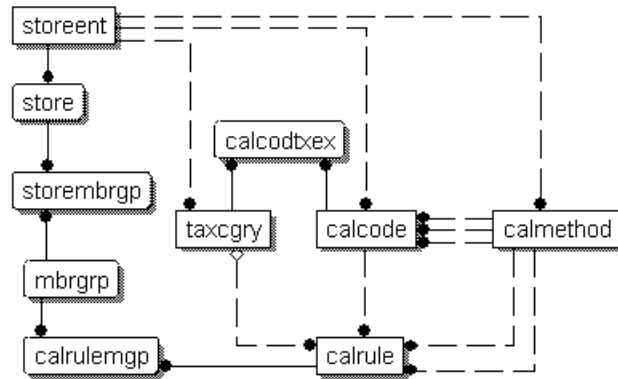 storeent
store
calcodtxex
storembrgp
taxcgry
calcode
calmethod
mbrgrp
calrulemgp
calrule